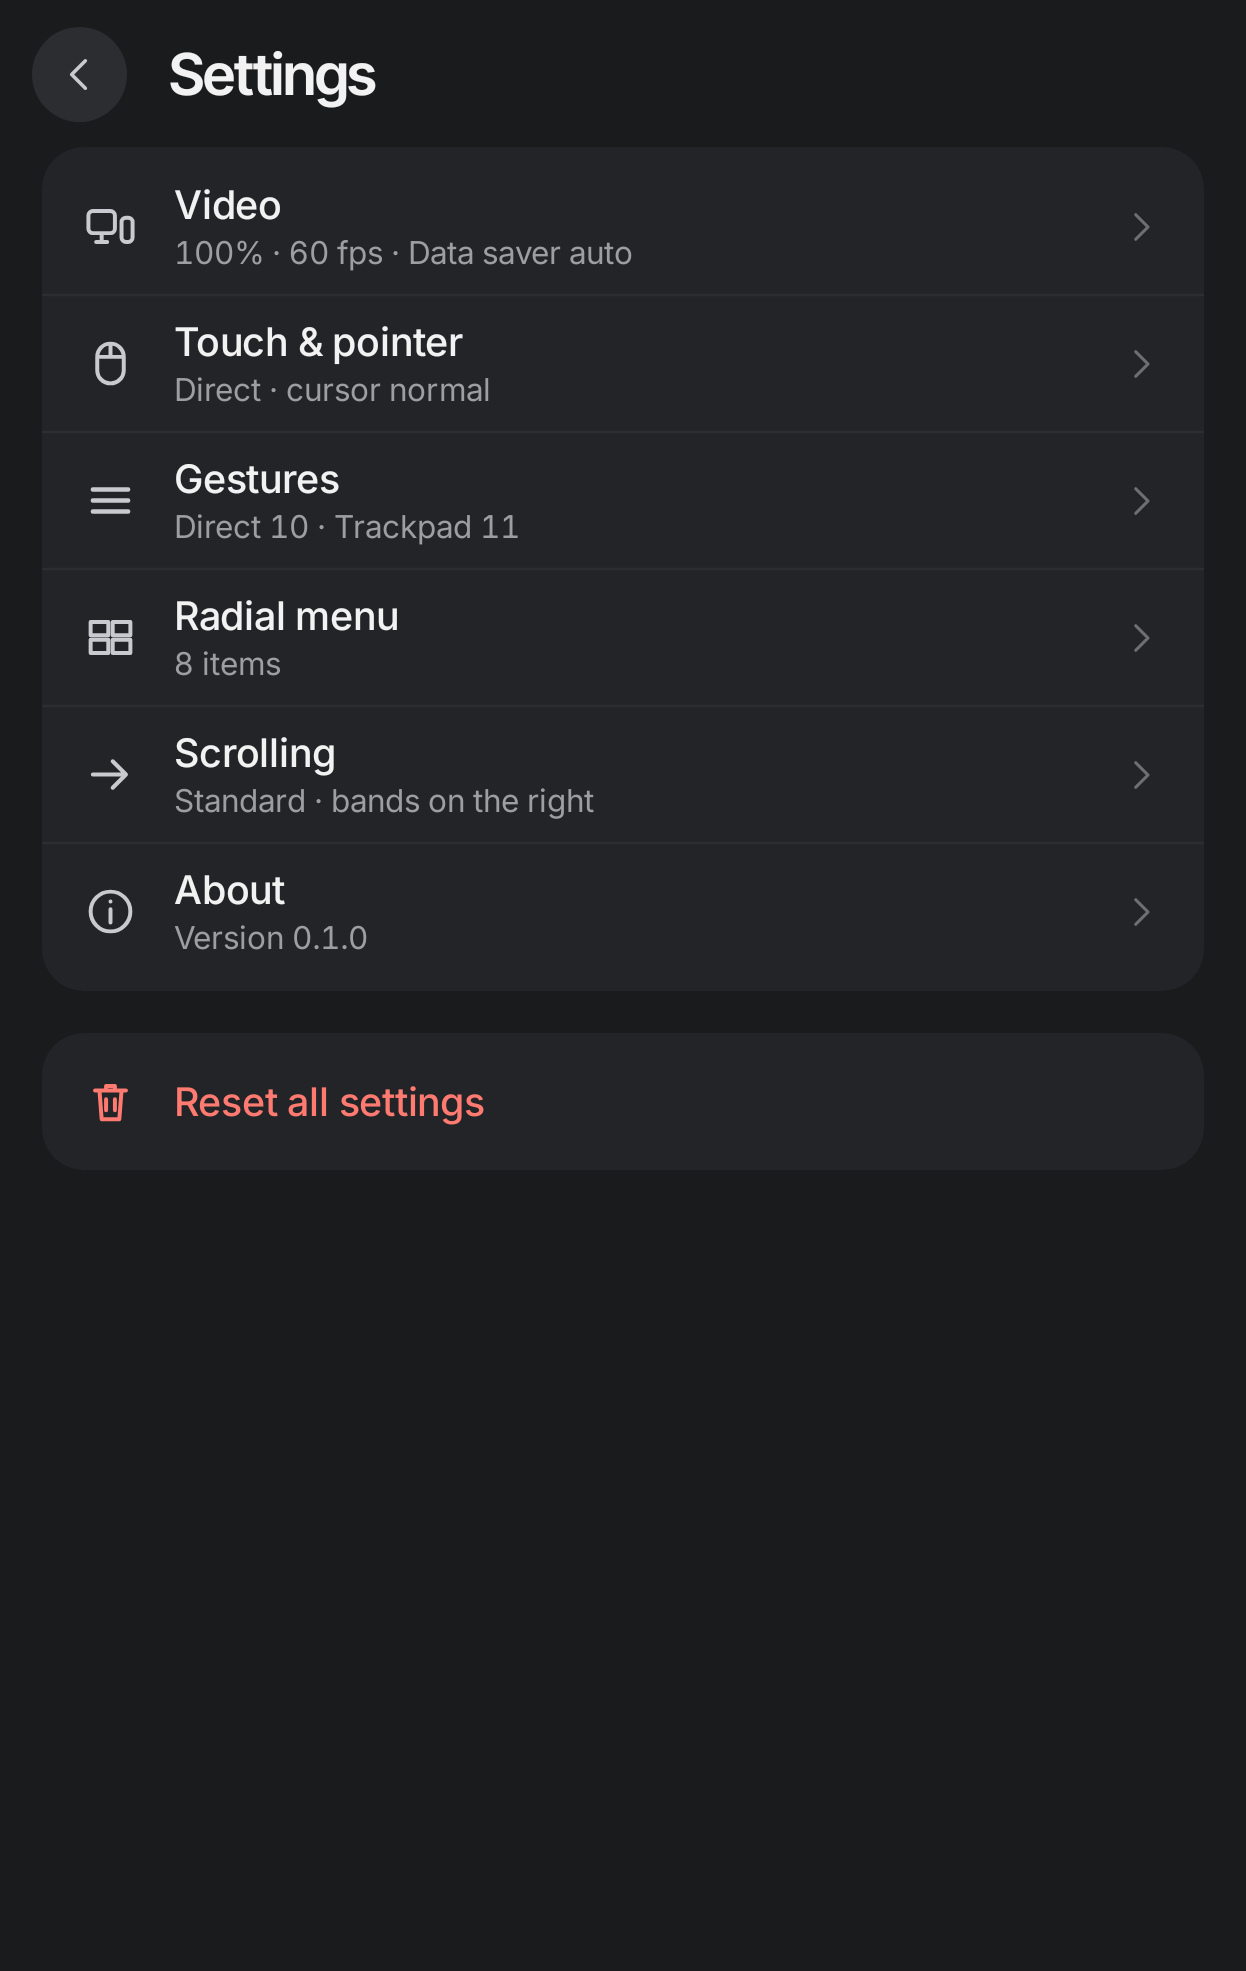 Settings
Video
100% · 60 fps · Data saver auto
Touch & pointer
Direct · cursor normal
Gestures
Direct 10 · Trackpad 11
Radial menu
8 items
Scrolling
Standard · bands on the right
About
Version 0.1.0
Reset all settings